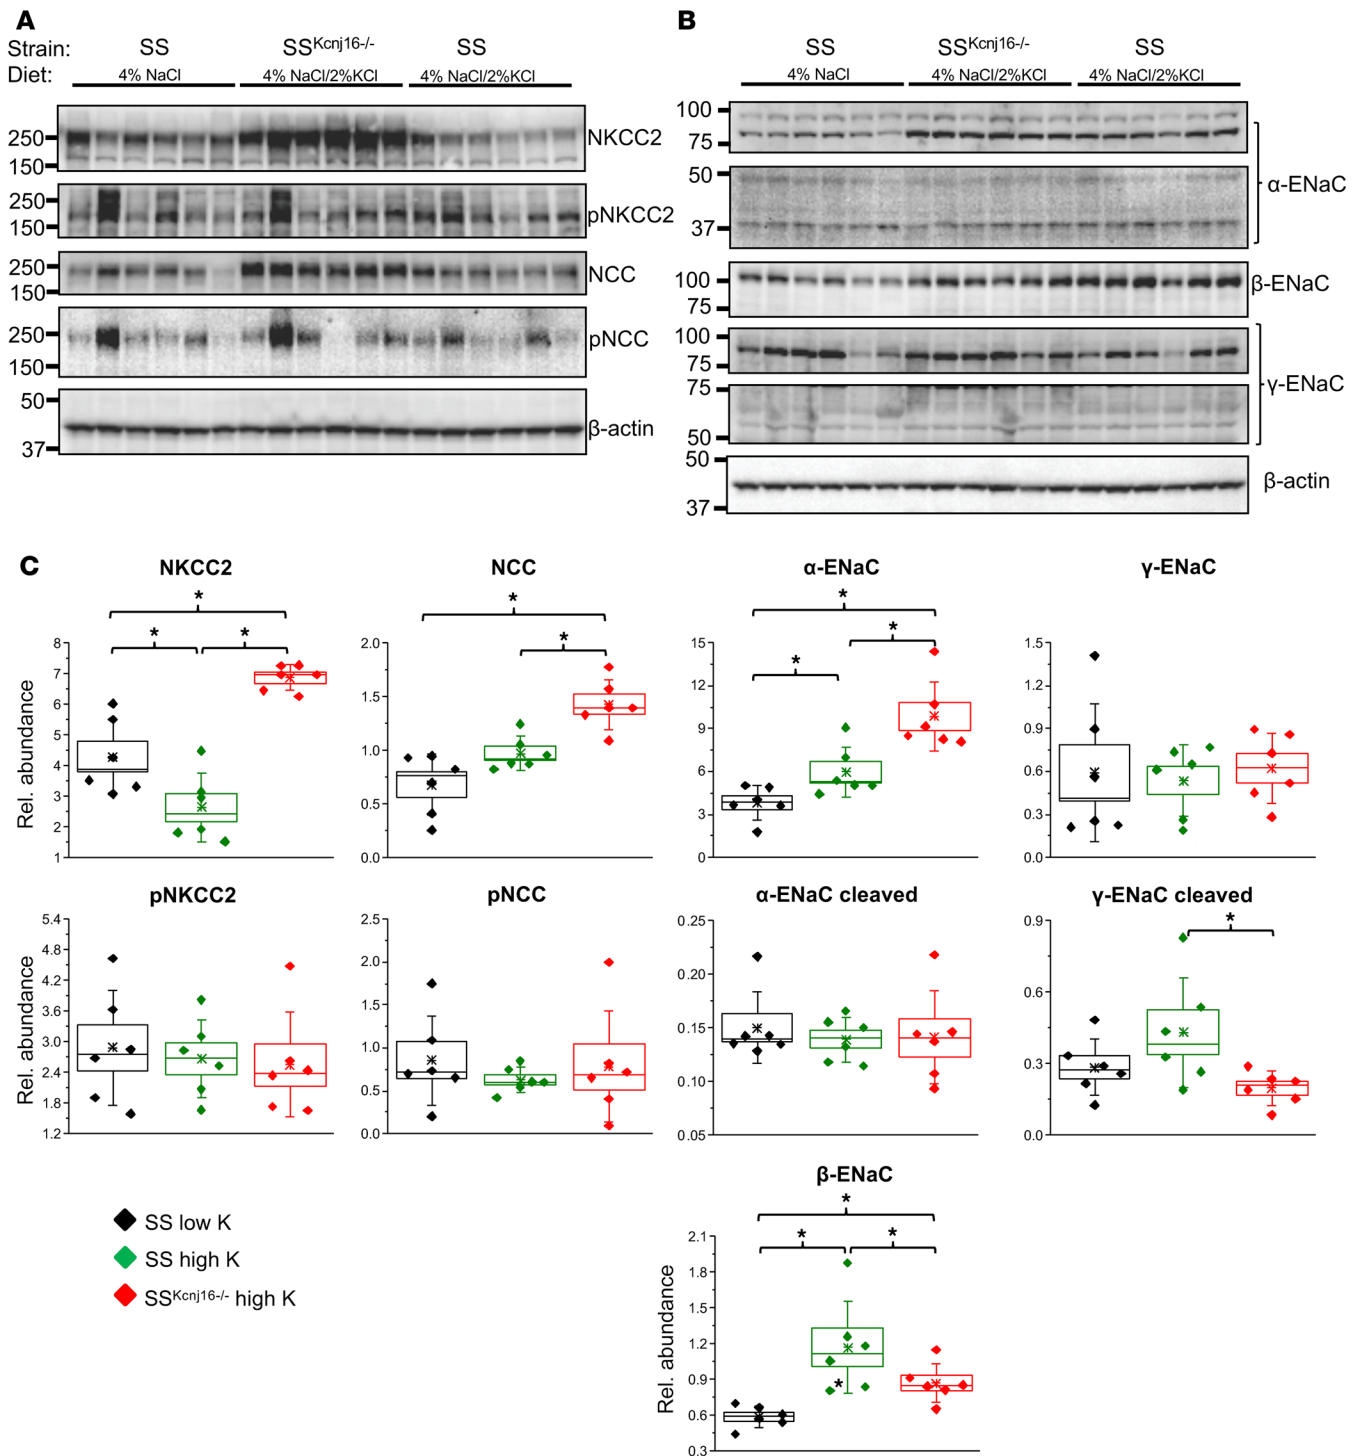 A
Strain: SS SSKcnj16-/- SS
Diet: 4% NaCl 4% NaCl/2%KCl 4% NaCl/2%KCl
250
150
NKCC2
250
150
pNKCC2
250
150
NCC
250
150
pNCC
50
37
β-actin
B
SS SSKcnj16-/- SS
4% NaCl 4% NaCl/2%KCl 4% NaCl/2%KCl
100
75
50
37
α-ENaC
100
75
β-ENaC
100
75
75
50
γ-ENaC
50
37
β-actin
C
NKCC2
* * *
Rel. abundance
8
7
6
5
4
3
2
1
NCC
* *
2.0
1.5
1.0
0.5
0.0
α-ENaC
* * *
15
12
9
6
3
0
γ-ENaC
1.5
1.2
0.9
0.6
0.3
0.0
pNKCC2
Rel. abundance
5.4
4.8
4.2
3.6
3.0
2.4
1.8
1.2
pNCC
2.5
2.0
1.5
1.0
0.5
0.0
α-ENaC cleaved
0.25
0.20
0.15
0.10
0.05
γ-ENaC cleaved
*
0.9
0.6
0.3
0.0
SS low K
SS high K
SSKcnj16-/- high K
β-ENaC
* * *
Rel. abundance
2.1
1.8
1.5
1.2
0.9
0.6
0.3
*